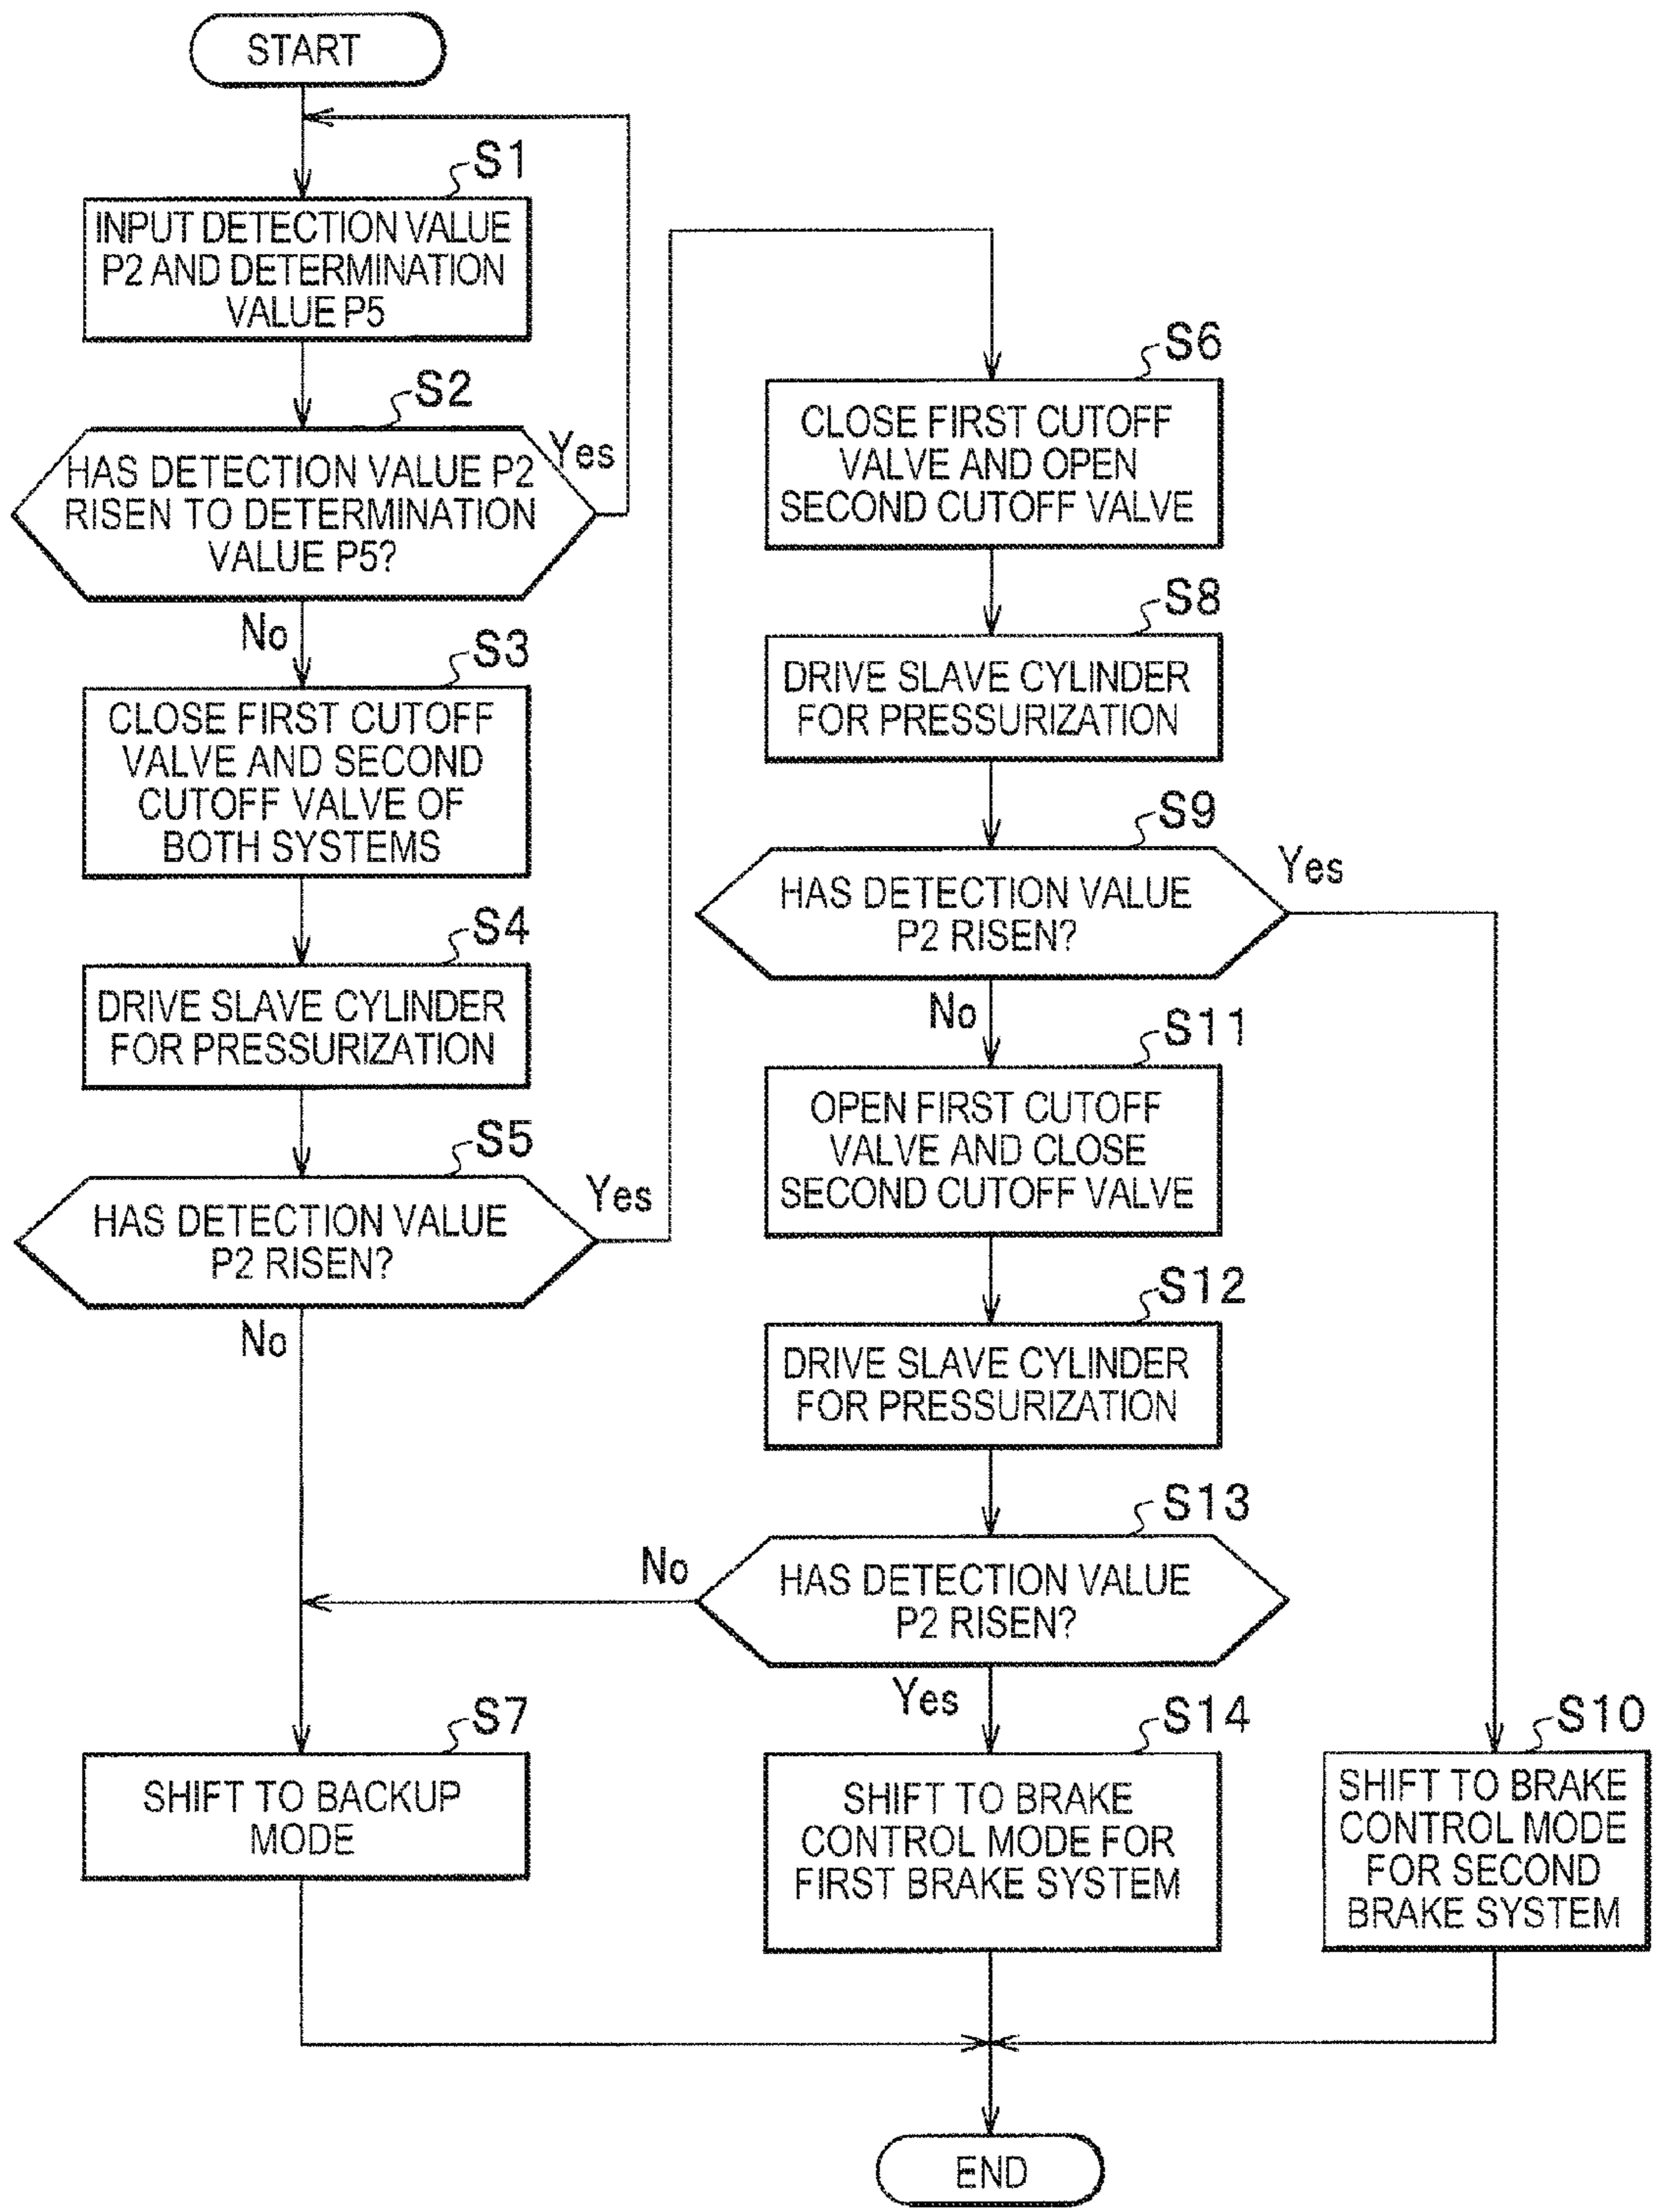 START
S1
INPUT DETECTION VALUE
P2 AND DETERMINATION
VALUE P5
S2
HAS DETECTION VALUE P2
RISEN TO DETERMINATION
VALUE P5?
Yes
No
S3
CLOSE FIRST CUTOFF
VALVE AND SECOND
CUTOFF VALVE OF
BOTH SYSTEMS
S4
DRIVE SLAVE CYLINDER
FOR PRESSURIZATION
S5
HAS DETECTION VALUE
P2 RISEN?
Yes
No
S6
CLOSE FIRST CUTOFF
VALVE AND OPEN
SECOND CUTOFF VALVE
S8
DRIVE SLAVE CYLINDER
FOR PRESSURIZATION
S9
HAS DETECTION VALUE
P2 RISEN?
Yes
No
S11
OPEN FIRST CUTOFF
VALVE AND CLOSE
SECOND CUTOFF VALVE
S12
DRIVE SLAVE CYLINDER
FOR PRESSURIZATION
S13
HAS DETECTION VALUE
P2 RISEN?
No
Yes
S7
SHIFT TO BACKUP
MODE
S14
SHIFT TO BRAKE
CONTROL MODE FOR
FIRST BRAKE SYSTEM
S10
SHIFT TO BRAKE
CONTROL MODE
FOR SECOND
BRAKE SYSTEM
END